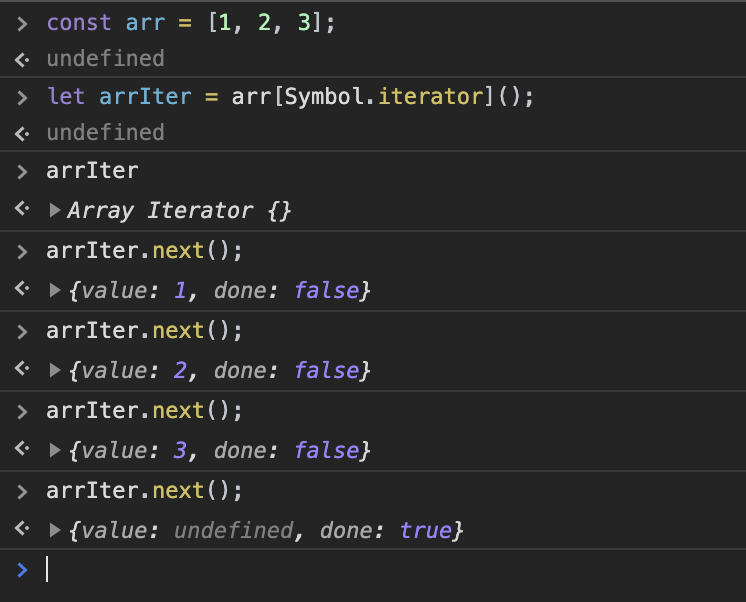 const arr = [1, 2, 3];
undefined
let arrIter = arr[Symbol.iterator]();
undefined
arrIter
Array Iterator {}
arrIter.next();
{value: 1, done: false}
arrIter.next();
{value: 2, done: false}
arrIter.next();
{value: 3, done: false}
arrIter.next();
{value: undefined, done: true}